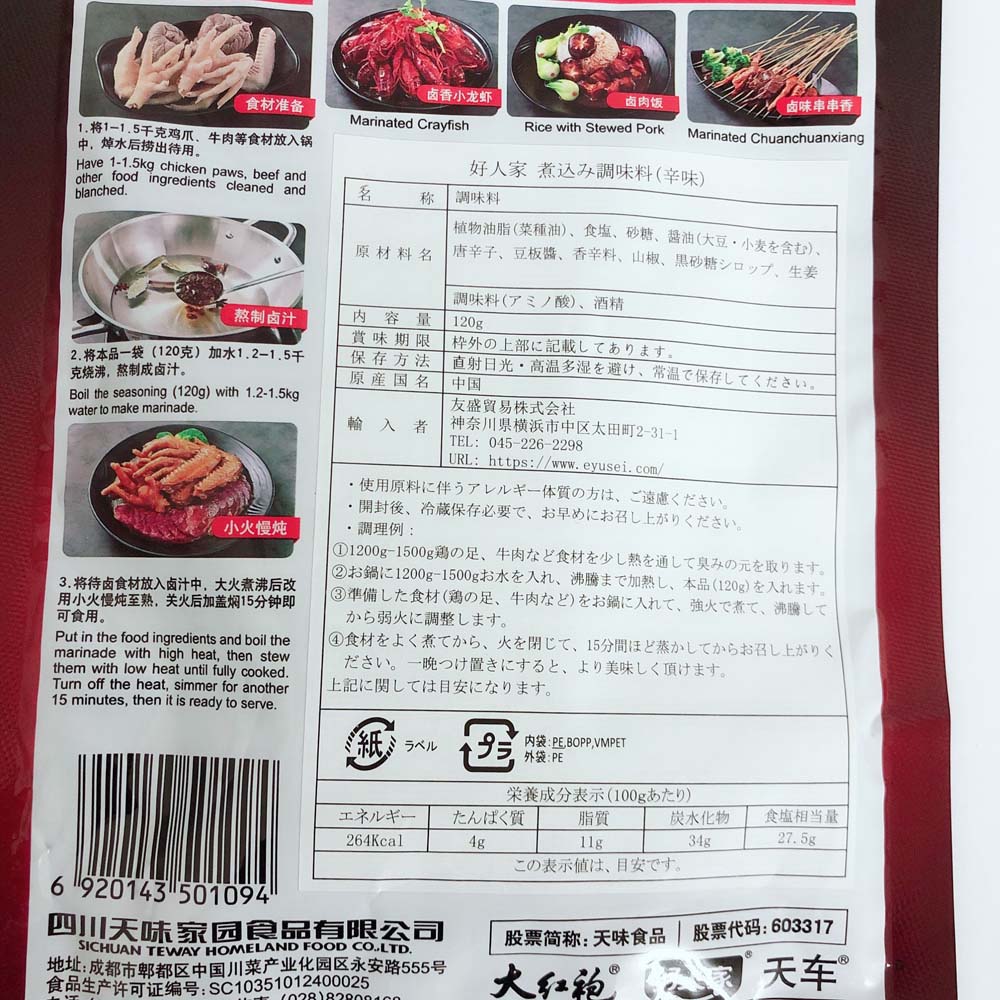 食材准备
1.将1-1.5千克鸡爪、牛肉等食材放入锅
中，焯水后捞出待用。
Have 1-1.5kg chicken paws, beef and
other food ingredients cleaned and
blanched.
熬制卤汁
2.将本品一袋（120克）加水1.2-1.5千
克烧沸，熬制成卤汁。
Boil the seasoning (120g) with 1.2-1.5kg
water to make marinade.
小火慢炖
3.将待卤食材放入卤汁中，大火煮沸后改
用小火慢炖至熟，关火后加盖焖15分钟即
可食用。
Put in the food ingredients and boil the
marinade with high heat, then stew
them with low heat until fully cooked.
Turn off the heat, simmer for another
15 minutes, then it is ready to serve.
卤香小龙虾
Marinated Crayfish
卤肉饭
Rice with Stewed Pork
卤味串串香
Marinated Chuanchuanxiang
好人家 煮込み調味料(辛味)
名称 調味料
原材料名 植物油脂(菜種油)、食塩、砂糖、醤油(大豆・小麦を含む)、
唐辛子、豆板醬、香辛料、山椒、黒砂糖シロップ、生姜
調味料(アミノ酸)、酒精
内容量 120g
賞味期限 枠外の上部に記載してあります。
保存方法 直射日光・高温多湿を避け、常温で保存してください。
原産国名 中国
輸入者 友盛貿易株式会社
神奈川県横浜市中区太田町2-31-1
TEL: 045-226-2298
URL: https://www.eyusei.com/
・使用原料に伴うアレルギー体質の方は、ご遠慮ください。
・開封後、冷蔵保存必要で、お早めにお召し上がりください。
・調理例：
①1200g-1500g鶏の足、牛肉など食材を少し熱を通して臭みの元を取ります。
②お鍋に1200g-1500gお水を入れ、沸騰まで加熱し、本品(120g)を入れます。
③準備した食材(鶏の足、牛肉など)をお鍋に入れて、強火で煮て、沸騰して
から弱火に調整します。
④食材をよく煮てから、火を閉じて、15分間ほど蒸かしてからお召し上がりく
ださい。一晩つけ置きにすると、より美味しく頂けます。
上記に関しては目安になります。
紙 ラベル
プラ 内袋:PE,BOPP,VMPET
外袋:PE
栄養成分表示(100gあたり)
エネルギー たんぱく質 脂質 炭水化物 食塩相当量
264Kcal 4g 11g 34g 27.5g
この表示値は、目安です。
6 920143 501094
四川天味家园食品有限公司
SICHUAN TEWAY HOMELAND FOOD CO.,LTD.
地址:成都市郫都区中国川菜产业化园区永安路555号
食品生产许可证编号:SC10351012400025
(028)82808168
股票简称:天味食品 股票代码:603317
大红袍® 好人家® 天车®